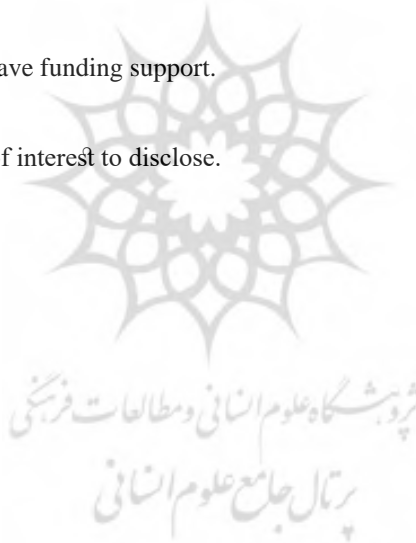 ave funding support.
f interest to disclose.
پژوهشگاه علوم انسانی و مطالعات فرهنگی
پرتال جامع علوم انسانی